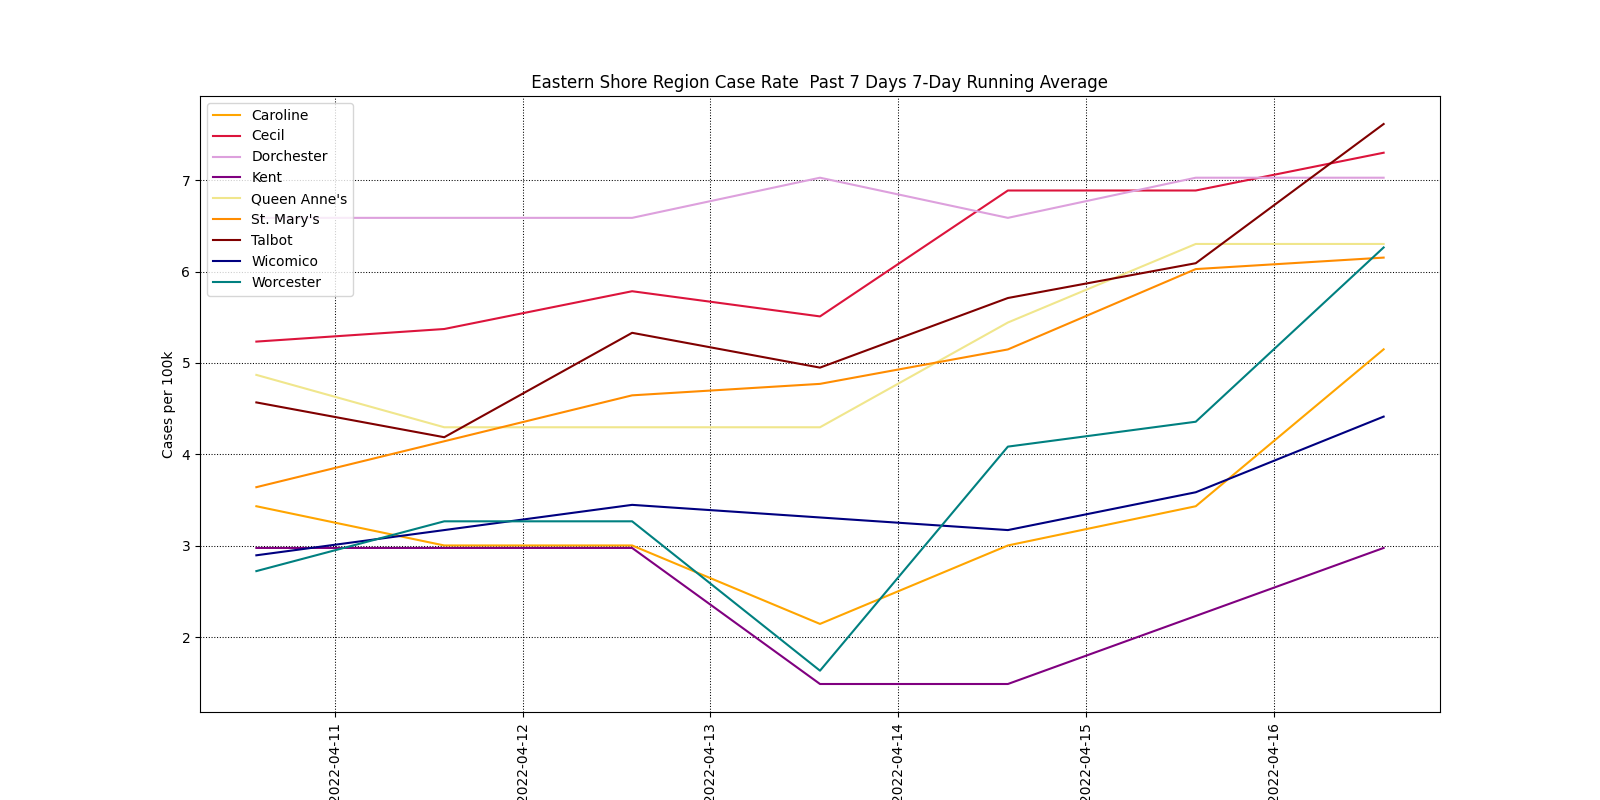 Eastern Shore Region Case Rate  Past 7 Days 7-Day Running Average
Caroline
Cecil
Dorchester
Kent
Queen Anne's
St. Mary's
Talbot
Wicomico
Worcester
Cases per 100k
7
6
5
4
3
2
2022-04-11
2022-04-12
2022-04-13
2022-04-14
2022-04-15
2022-04-16